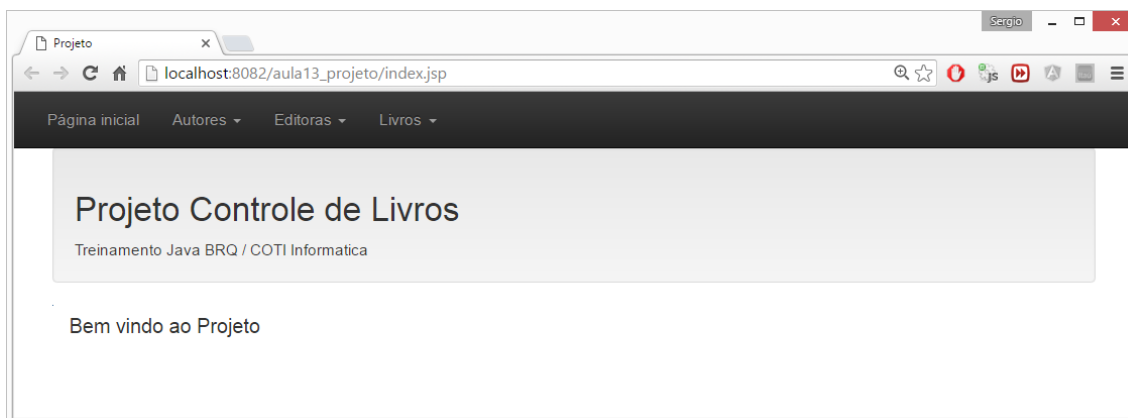 Sergio
Projeto
localhost:8082/aula13_projeto/index.jsp
js
Página inicial Autores Editoras Livros
Projeto Controle de Livros
Treinamento Java BRQ / COTI Informatica
Bem vindo ao Projeto